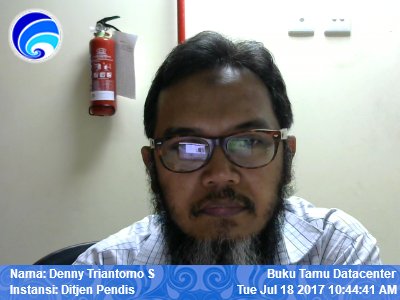 Nama: Denny Triantomo S
Buku Tamu Datacenter
Instansi: Ditjen Pendis
Tue Jul 18 2017 10:44:41 AM